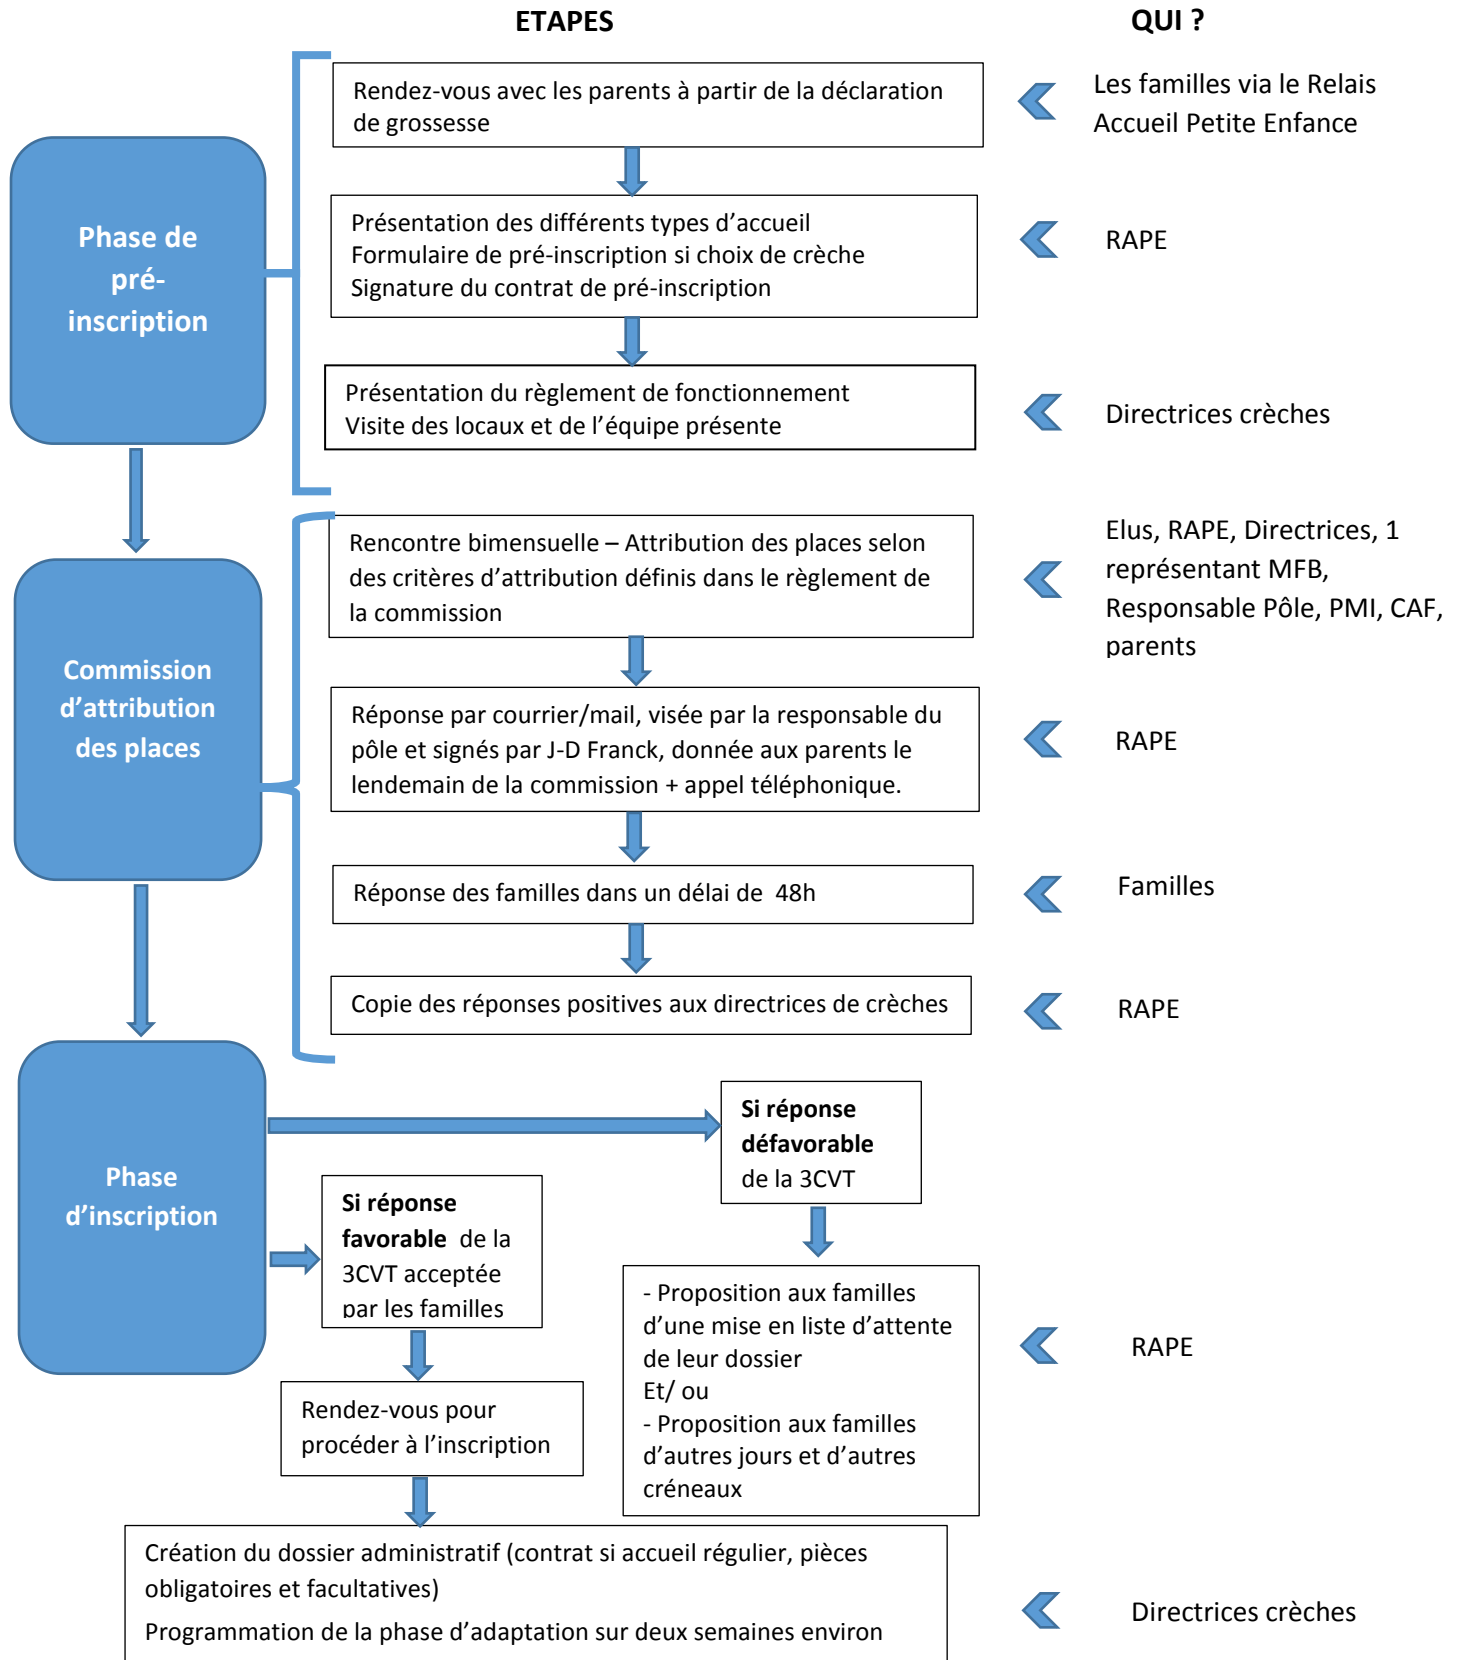 ETAPES
QUI ?
Phase de
pré-
inscription
Rendez-vous avec les parents à partir de la déclaration
de grossesse
Les familles via le Relais
Accueil Petite Enfance
Présentation des différents types d’accueil
Formulaire de pré-inscription si choix de crèche
Signature du contrat de pré-inscription
RAPE
Présentation du règlement de fonctionnement
Visite des locaux et de l’équipe présente
Directrices crèches
Commission
d’attribution
des places
Rencontre bimensuelle – Attribution des places selon
des critères d’attribution définis dans le règlement de
la commission
Elus, RAPE, Directrices, 1
représentant MFB,
Responsable Pôle, PMI, CAF,
parents
Réponse par courrier/mail, visée par la responsable du
pôle et signés par J-D Franck, donnée aux parents le
lendemain de la commission + appel téléphonique.
RAPE
Réponse des familles dans un délai de  48h
Familles
Copie des réponses positives aux directrices de crèches
RAPE
Phase
d’inscription
Si réponse
défavorable
de la 3CVT
Si réponse
favorable  de la
3CVT acceptée
par les familles
- Proposition aux familles
d’une mise en liste d’attente
de leur dossier
Et/ ou
- Proposition aux familles
d’autres jours et d’autres
créneaux
RAPE
Rendez-vous pour
procéder à l’inscription
Création du dossier administratif (contrat si accueil régulier, pièces
obligatoires et facultatives)
Programmation de la phase d’adaptation sur deux semaines environ
Directrices crèches